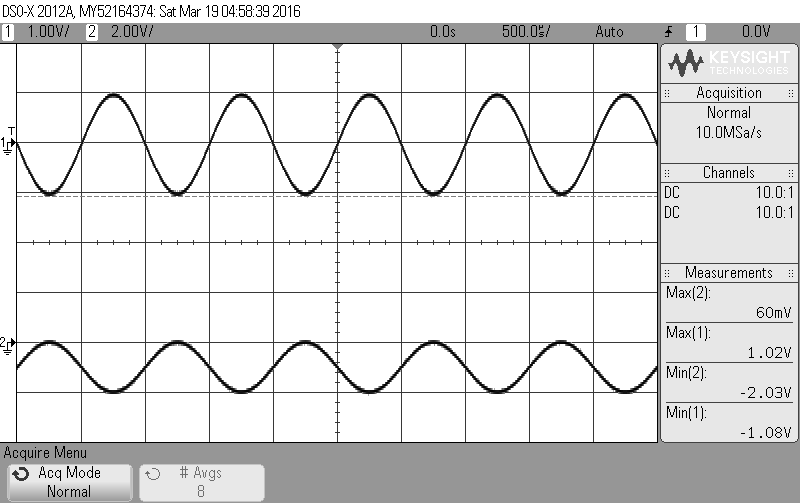 DSO-X 2012A, MY52164374: Sat Mar 19 04:58:39 2016
1 1.00V/ 2 2.00V/ 0.0s 500.0㎲/ Auto 1 0.0V
KEYSIGHT
TECHNOLOGIES
Acquisition
Normal
10.0MSa/s
Channels
DC 10.0:1
DC 10.0:1
Measurements
Max(2):
60mV
Max(1):
1.02V
Min(2):
-2.03V
Min(1):
-1.08V
T
1
2
Acquire Menu
Acq Mode
Normal
# Avgs
8